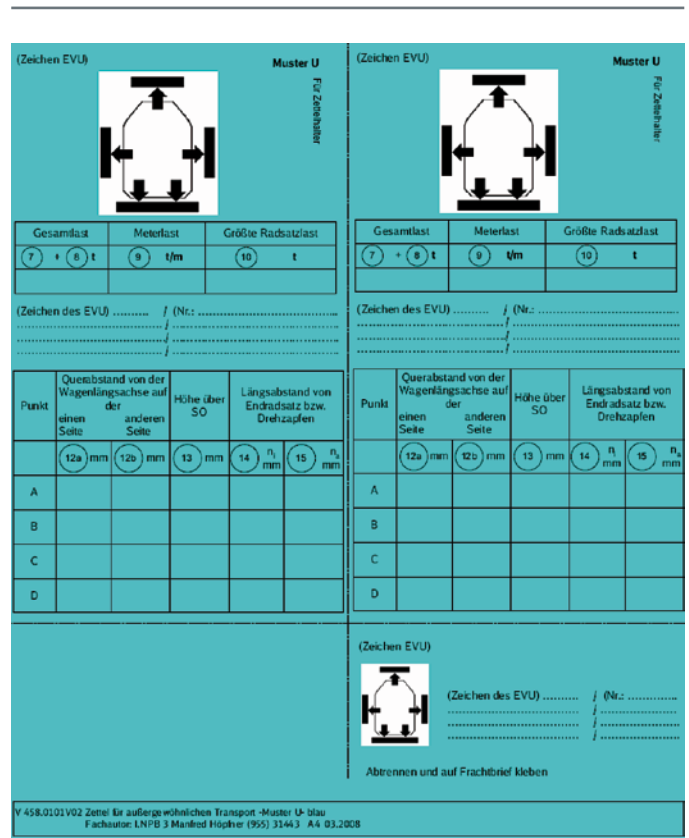 (Zeichen EVU)
Muster U
Für Zettelhalter
Gesamtlast Meterlast Größte Radsatzlast
7 + 8 t 9 t/m 10 t
(Zeichen des EVU) .......... / (Nr.: ..............................
............................../..............................
............................../..............................
............................../..............................
Punkt
Querabstand von der
Wagenlängsachse auf
der
einen anderen
Seite Seite
Höhe über
SO
Längsabstand von
Endradsatz bzw.
Drehzapfen
12a mm 12b mm 13 mm 14 ni mm 15 na mm
A
B
C
D
(Zeichen EVU)
Muster U
Für Zettelhalter
Gesamtlast Meterlast Größte Radsatzlast
7 + 8 t 9 t/m 10 t
(Zeichen des EVU) .......... / (Nr.: ..............................
............................../..............................
............................../..............................
............................../..............................
Punkt
Querabstand von der
Wagenlängsachse auf
der
einen anderen
Seite Seite
Höhe über
SO
Längsabstand von
Endradsatz bzw.
Drehzapfen
12a mm 12b mm 13 mm 14 ni mm 15 na mm
A
B
C
D
(Zeichen EVU)
(Zeichen des EVU) .......... / (Nr.: .............
............................../....................
............................../....................
............................../....................
Abtrennen und auf Frachtbrief kleben
V 458.0101V02 Zettel für außergewöhnlichen Transport -Muster U- blau
Fachautor: I.NPB 3 Manfred Höpfner (955) 31443 A4 03.2008